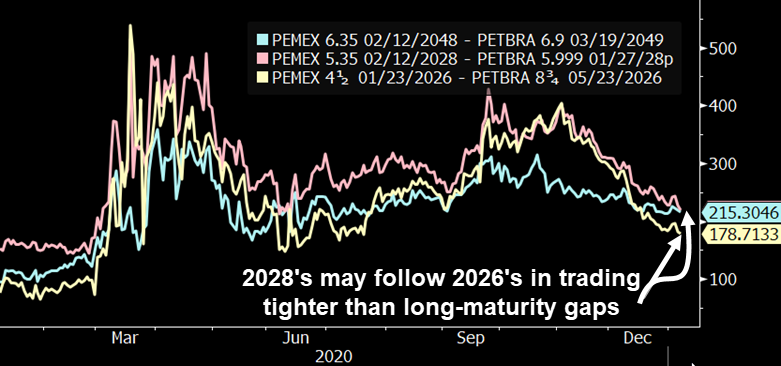 PEMEX 6.35 02/12/2048 - PETBRA 6.9 03/19/2049
PEMEX 5.35 02/12/2028 - PETBRA 5.999 01/27/28p
PEMEX 4½ 01/23/2026 - PETBRA 8¾ 05/23/2026
500
400
300
215.3046
178.7133
100
2028's may follow 2026's in trading
tighter than long-maturity gaps
Mar Jun Sep Dec
2020